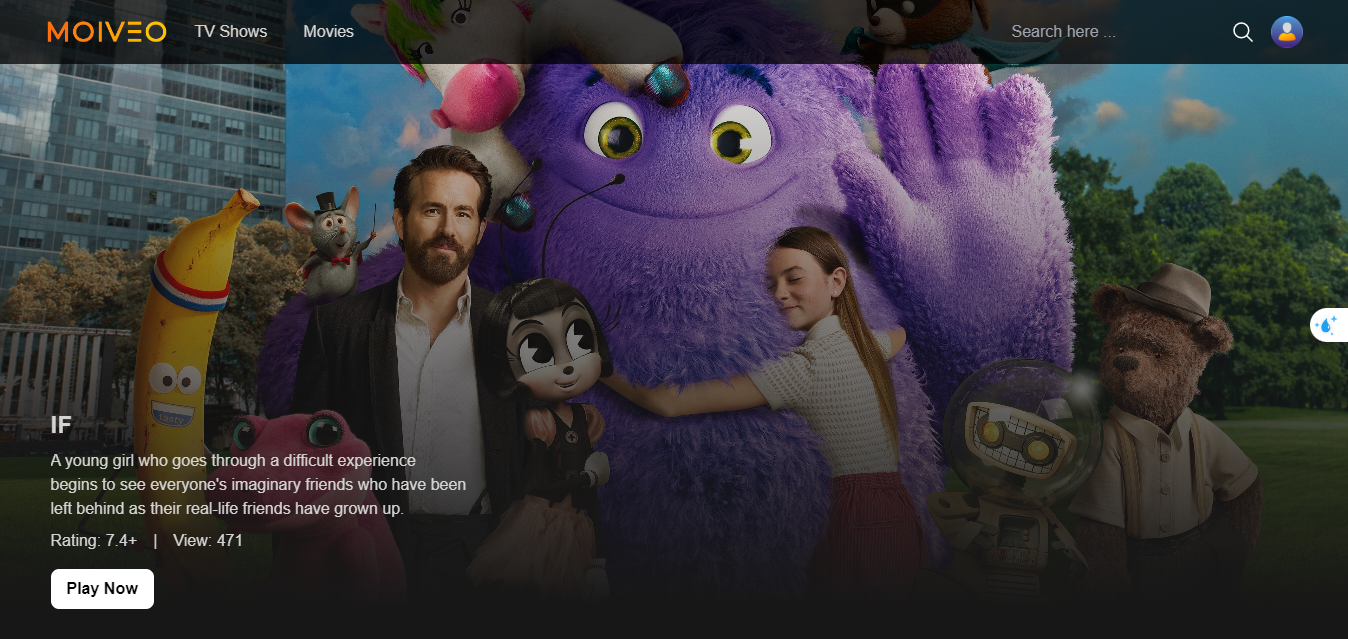 MOIVEO TV Shows Movies Search here ...
tasty
IF
A young girl who goes through a difficult experience
begins to see everyone's imaginary friends who have been
left behind as their real-life friends have grown up.
Rating: 7.4+ | View: 471
Play Now